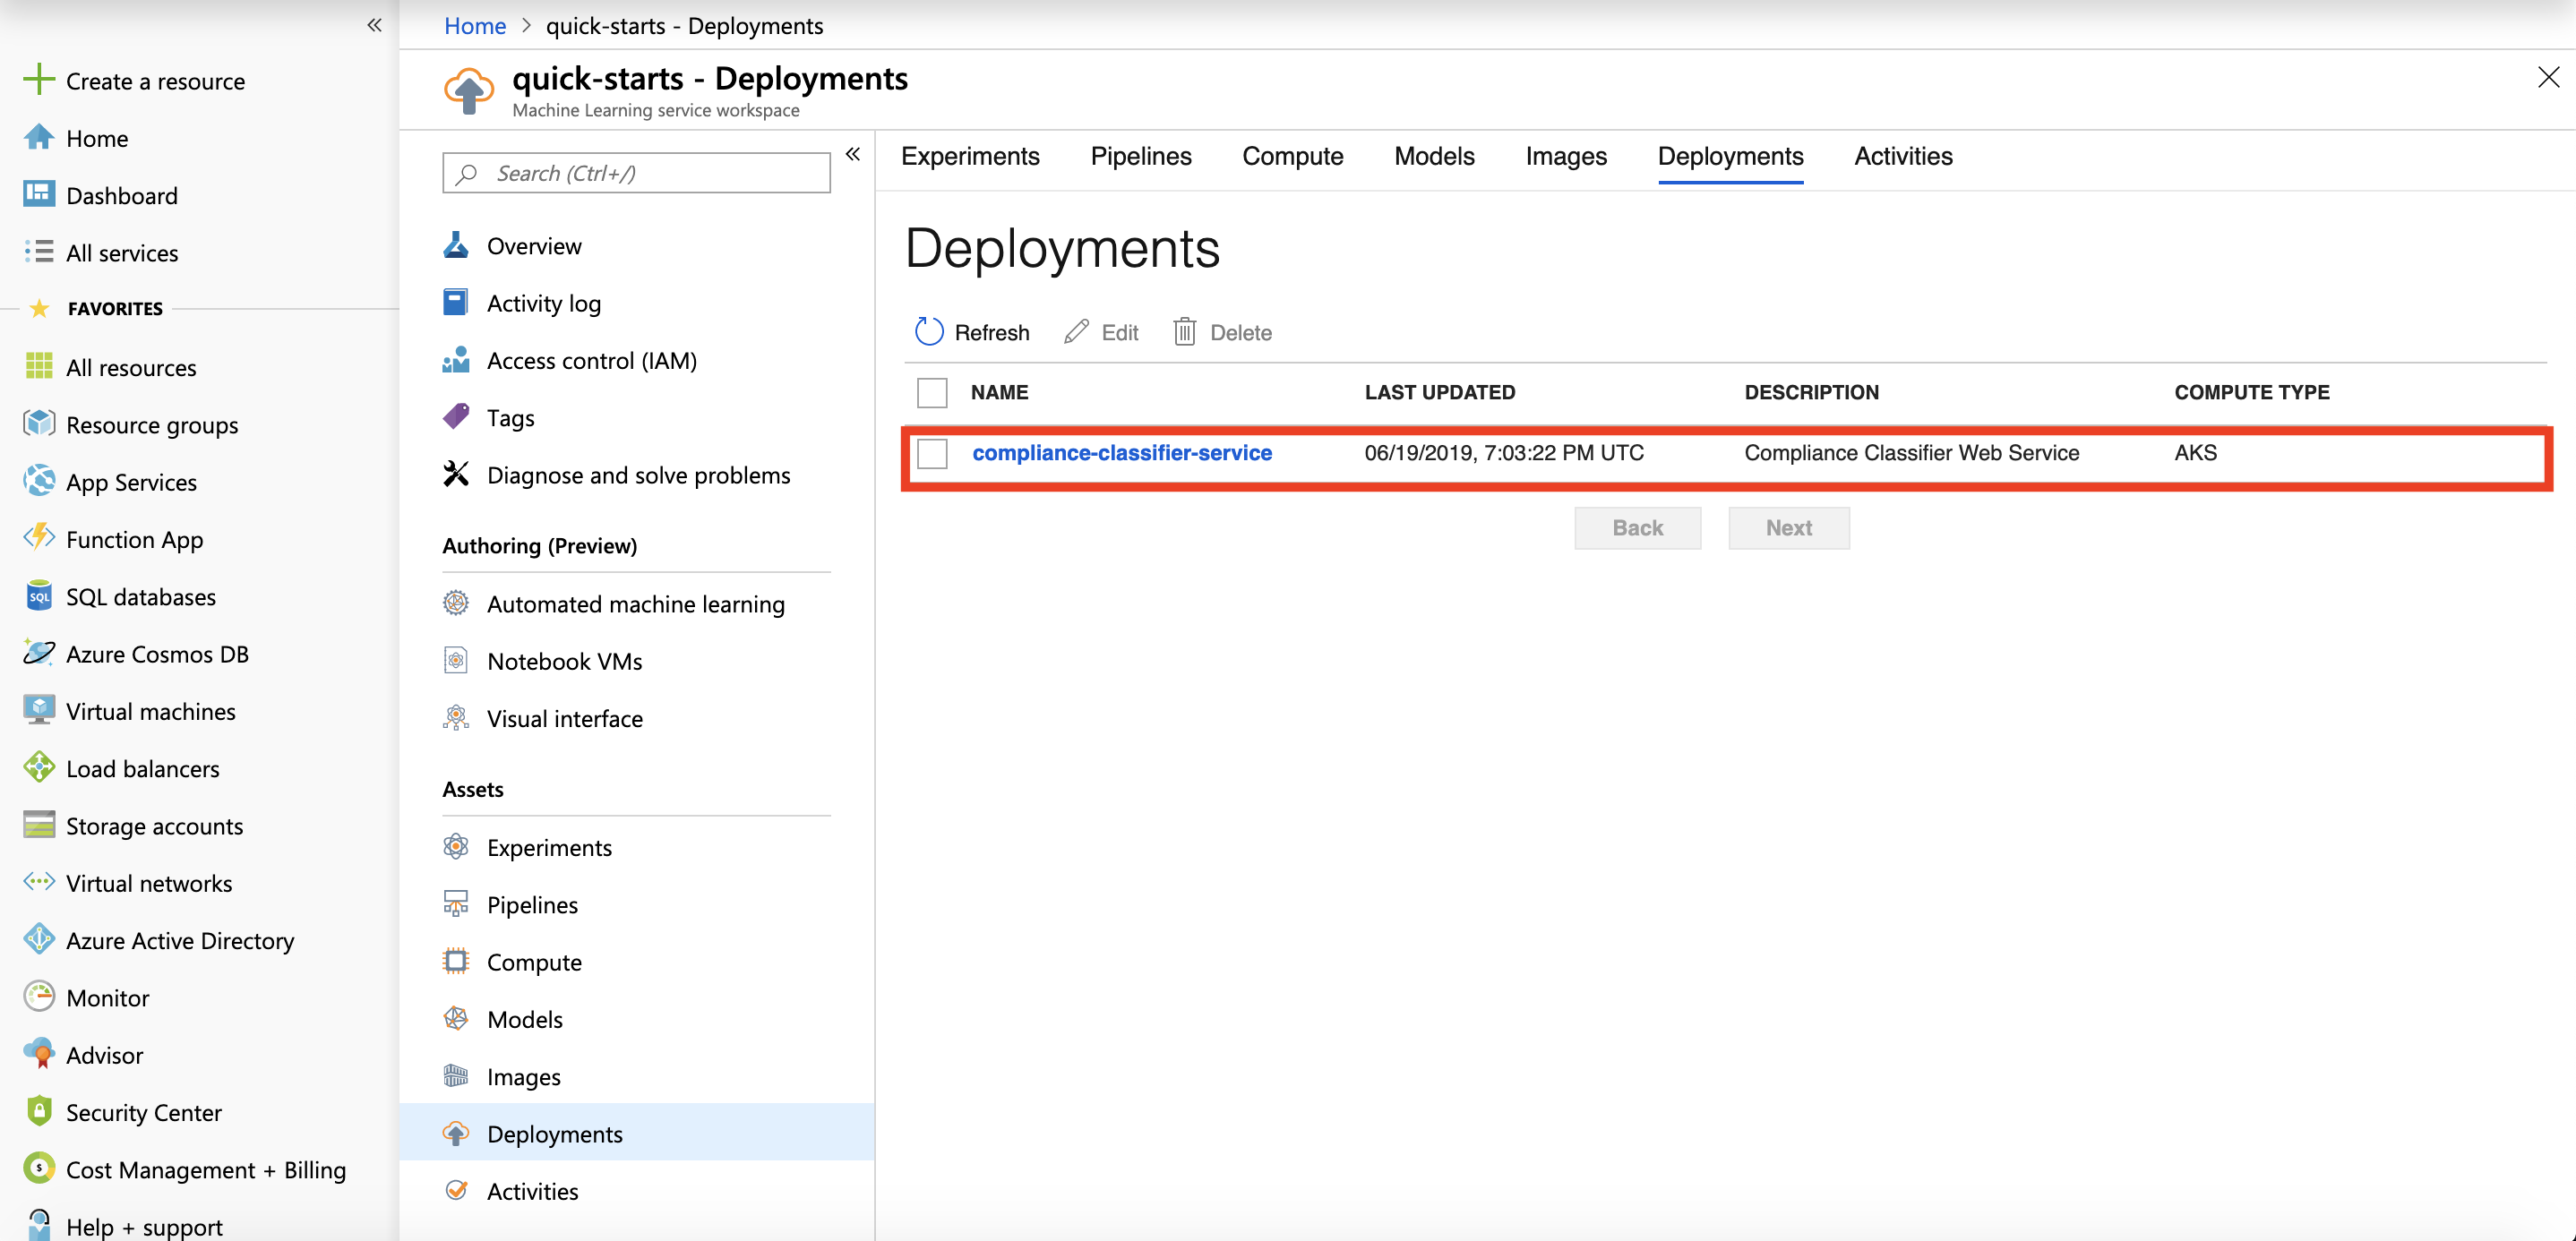 Create a resource
Home
Dashboard
All services
FAVORITES
All resources
Resource groups
App Services
Function App
SQL
SQL databases
Azure Cosmos DB
Virtual machines
Load balancers
Storage accounts
Virtual networks
Azure Active Directory
Monitor
Advisor
Security Center
$
Cost Management + Billing
Help + support
Home > quick-starts - Deployments
quick-starts - Deployments
Machine Learning service workspace
Search (Ctrl+/)
Overview
Activity log
Access control (IAM)
Tags
Diagnose and solve problems
Authoring (Preview)
Automated machine learning
Notebook VMs
Visual interface
Assets
Experiments
Pipelines
Compute
Models
Images
Deployments
Activities
Experiments Pipelines Compute Models Images Deployments Activities
Deployments
Refresh Edit Delete
NAME LAST UPDATED DESCRIPTION COMPUTE TYPE
compliance-classifier-service 06/19/2019, 7:03:22 PM UTC Compliance Classifier Web Service AKS
Back Next